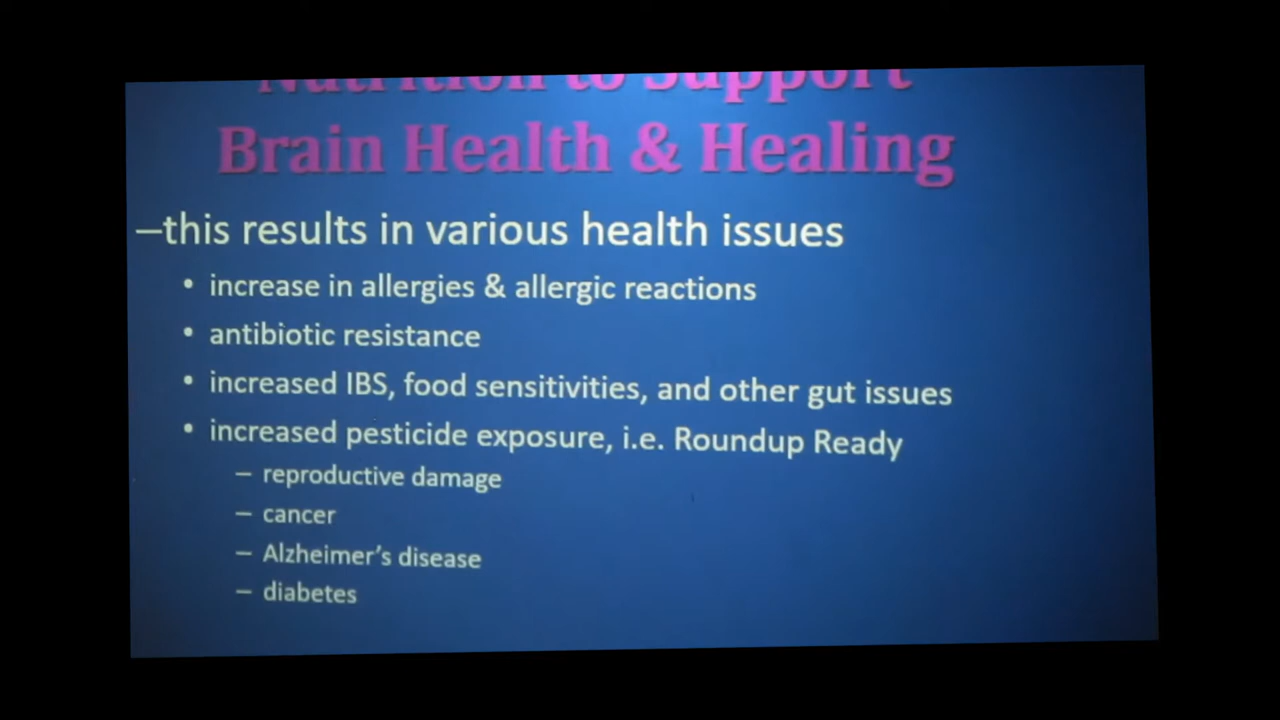 Nutrition to Support
Brain Health & Healing
–this results in various health issues
• increase in allergies & allergic reactions
• antibiotic resistance
• increased IBS, food sensitivities, and other gut issues
• increased pesticide exposure, i.e. Roundup Ready
– reproductive damage
– cancer
– Alzheimer's disease
– diabetes